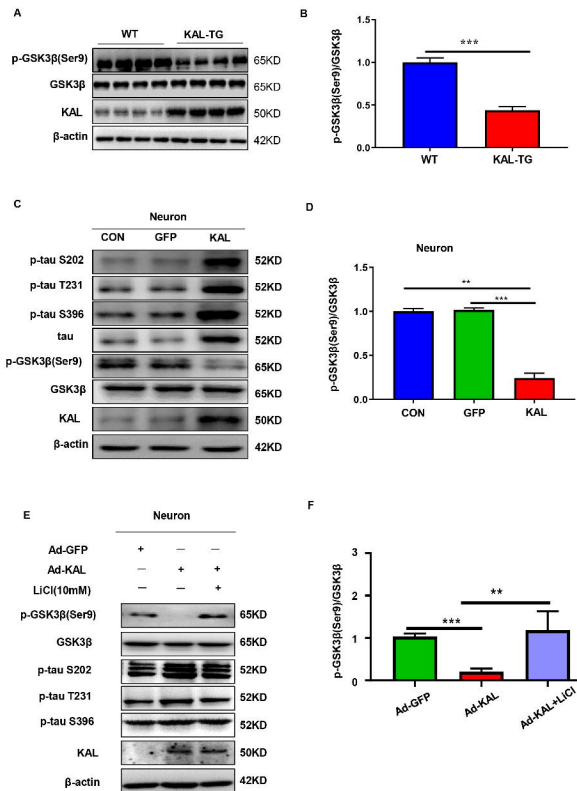 A
WT KAL-TG
p-GSK3β(Ser9) 65KD
GSK3β 65KD
KAL 50KD
β-actin 42KD
B
p-GSK3β(Ser9)/GSK3β
1.5
1.0
0.5
0.0
***
WT KAL-TG
C
Neuron
CON GFP KAL
p-tau S202 52KD
p-tau T231 52KD
p-tau S396 52KD
tau 52KD
p-GSK3β(Ser9) 65KD
GSK3β 65KD
KAL 50KD
β-actin 42KD
D
Neuron
p-GSK3β(Ser9)/GSK3β
1.5
1.0
0.5
0.0
**
***
CON GFP KAL
E
Neuron
Ad-GFP + — —
Ad-KAL — + +
LiCl(10mM) — — +
p-GSK3β(Ser9) 65KD
GSK3β 65KD
p-tau S202 52KD
p-tau T231 52KD
p-tau S396 52KD
KAL 50KD
β-actin 42KD
F
p-GSK3β(Ser9)/GSK3β
3
2
1
0
***
**
Ad-GFP Ad-KAL Ad-KAL+LiCl